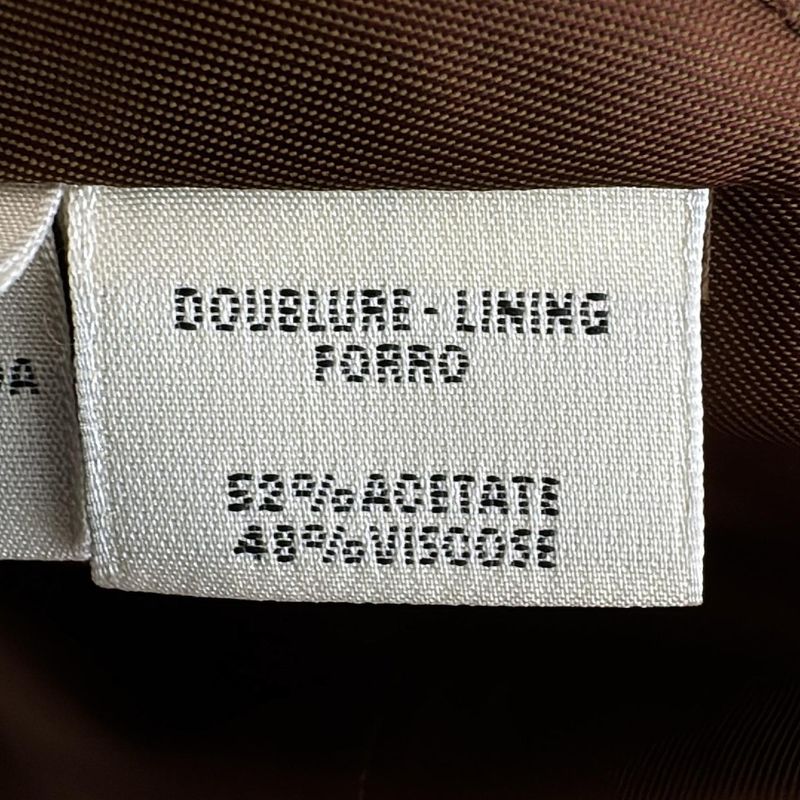 DOUBLURE - LINING
FORRO
52%ACETATE
48%VISCOSE